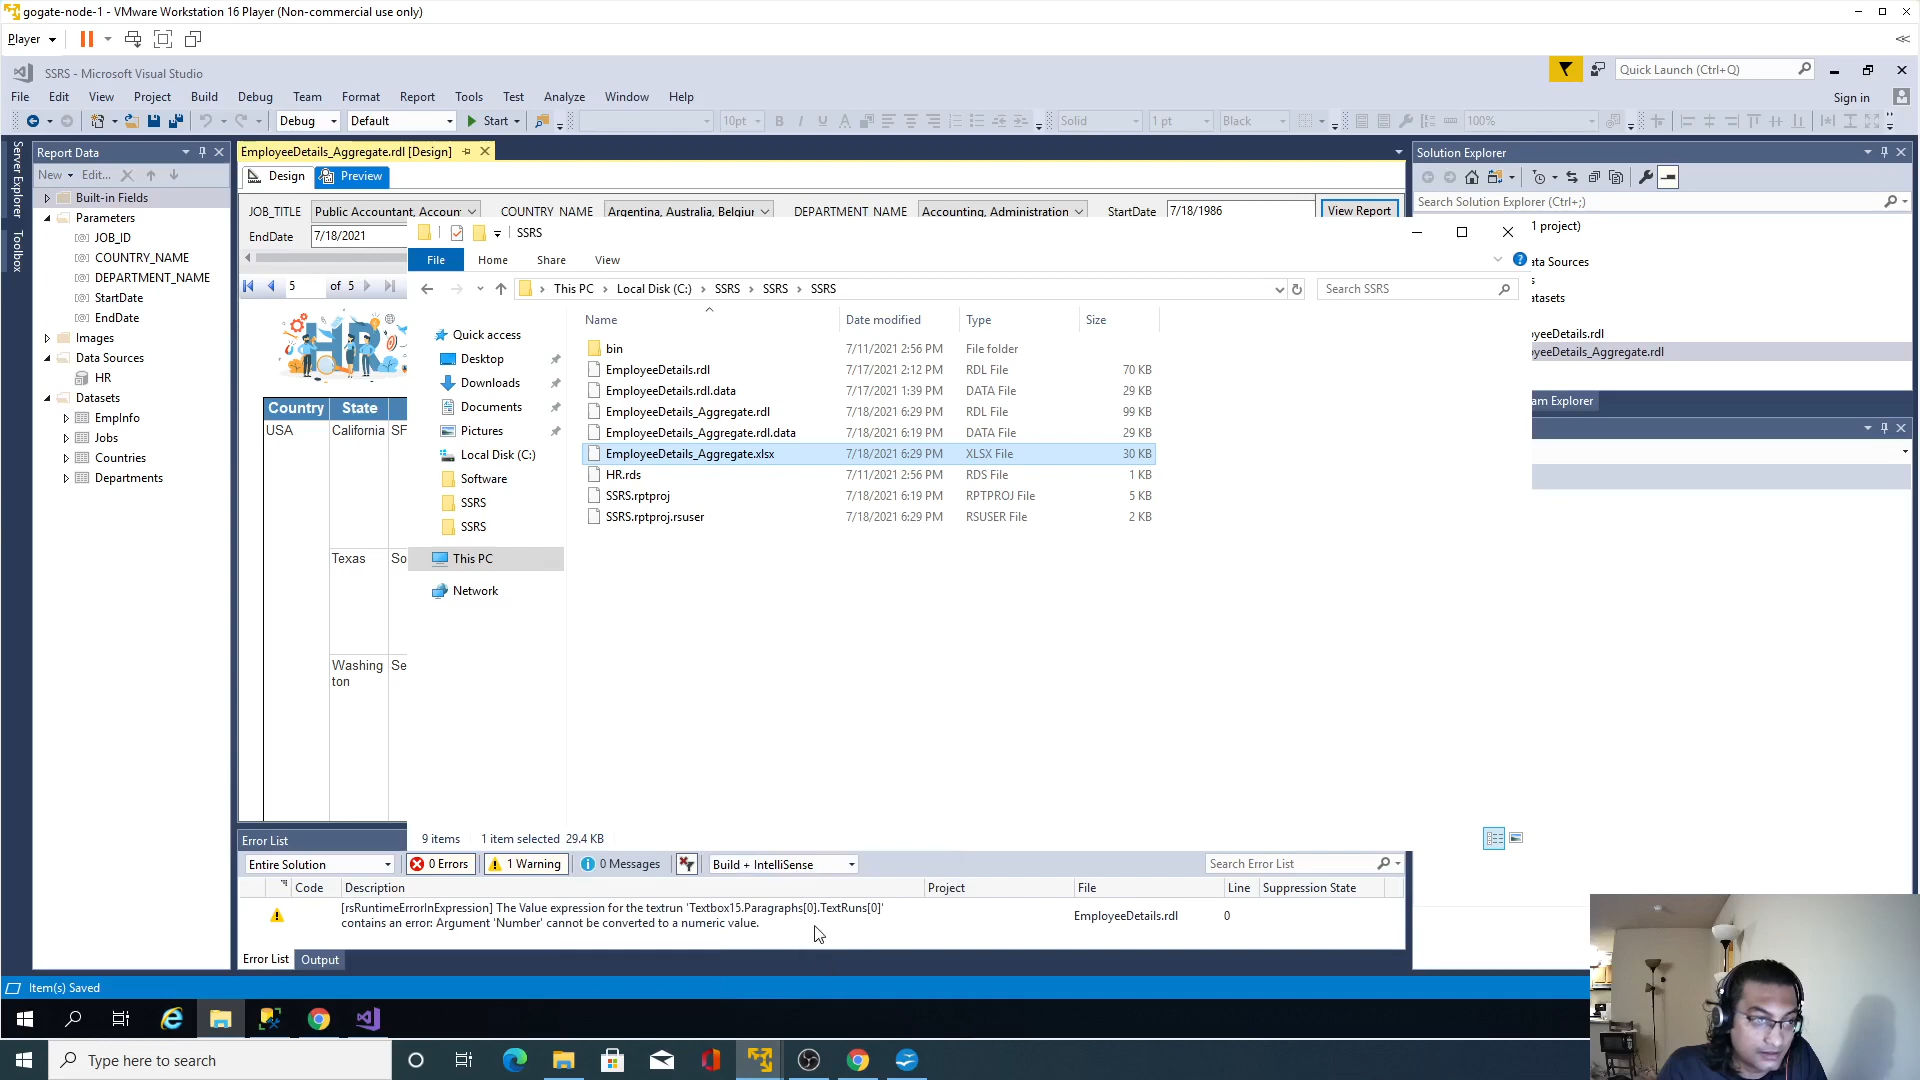 gogate-node-1 - VMware Workstation 16 Player (Non-commercial use only)
Player
SSRS - Microsoft Visual Studio
Quick Launch (Ctrl+Q)
File Edit View Project Build Debug Team Format Report Tools Test Analyze Window Help
Sign in
Debug Default Start 10pt B I U A Solid 1 pt Black 100%
Server Explorer
Toolbox
Report Data
New Edit...
Built-in Fields
Parameters
JOB_ID
COUNTRY_NAME
DEPARTMENT_NAME
StartDate
EndDate
Images
Data Sources
HR
Datasets
EmpInfo
Jobs
Countries
Departments
EmployeeDetails_Aggregate.rdl [Design]
Design Preview
JOB_TITLE Public Accountant, Accoun COUNTRY_NAME Argentina, Australia, Belgiur DEPARTMENT_NAME Accounting, Administration StartDate 7/18/1986 View Report
EndDate 7/18/2021
5 of 5
HR
Country State
USA California SF
Texas So
Washing
ton
Se
SSRS
File Home Share View
This PC Local Disk (C:) SSRS SSRS SSRS
Search SSRS
Quick access
Desktop
Downloads
Documents
Pictures
Local Disk (C:)
Software
SSRS
SSRS
This PC
Network
Name Date modified Type Size
bin 7/11/2021 2:56 PM File folder
EmployeeDetails.rdl 7/17/2021 2:12 PM RDL File 70 KB
EmployeeDetails.rdl.data 7/17/2021 1:39 PM DATA File 29 KB
EmployeeDetails_Aggregate.rdl 7/18/2021 6:29 PM RDL File 99 KB
EmployeeDetails_Aggregate.rdl.data 7/18/2021 6:19 PM DATA File 29 KB
EmployeeDetails_Aggregate.xlsx 7/18/2021 6:29 PM XLSX File 30 KB
HR.rds 7/11/2021 2:56 PM RDS File 1 KB
SSRS.rptproj 7/18/2021 6:19 PM RPTPROJ File 5 KB
SSRS.rptproj.rsuser 7/18/2021 6:29 PM RSUSER File 2 KB
9 items 1 item selected 29.4 KB
Solution Explorer
Search Solution Explorer (Ctrl+;)
1 project)
ata Sources
s
atasets
yeeDetails.rdl
yeeDetails_Aggregate.rdl
am Explorer
Error List
Entire Solution 0 Errors 1 Warning 0 Messages Build + IntelliSense Search Error List
Code Description Project File Line Suppression State
[rsRuntimeErrorInExpression] The Value expression for the textrun 'Textbox15.Paragraphs[0].TextRuns[0]'
contains an error: Argument 'Number' cannot be converted to a numeric value.
EmployeeDetails.rdl 0
Error List Output
Item(s) Saved
Type here to search